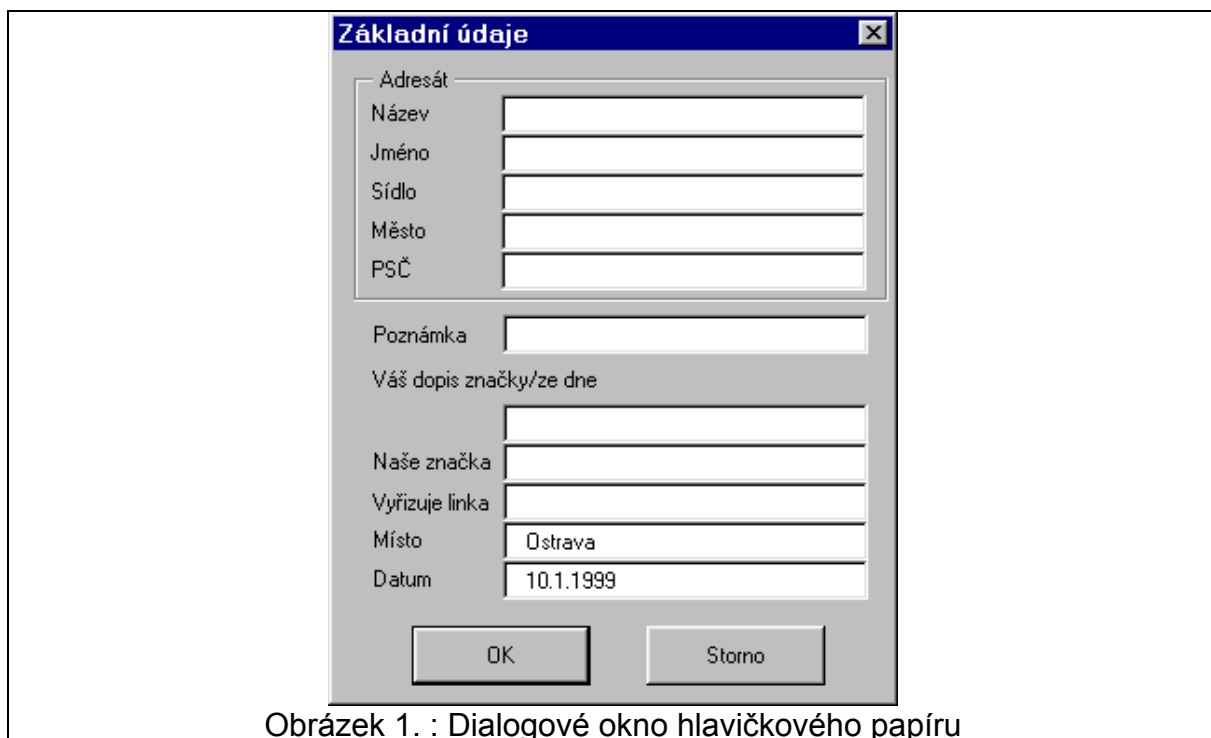 Základní údaje
Adresát
Název
Jméno
Sídlo
Město
PSČ
Poznámka
Váš dopis značky/ze dne
Naše značka
Vyřizuje linka
Místo Ostrava
Datum 10.1.1999
OK Storno
Obrázek 1. : Dialogové okno hlavičkového papíru